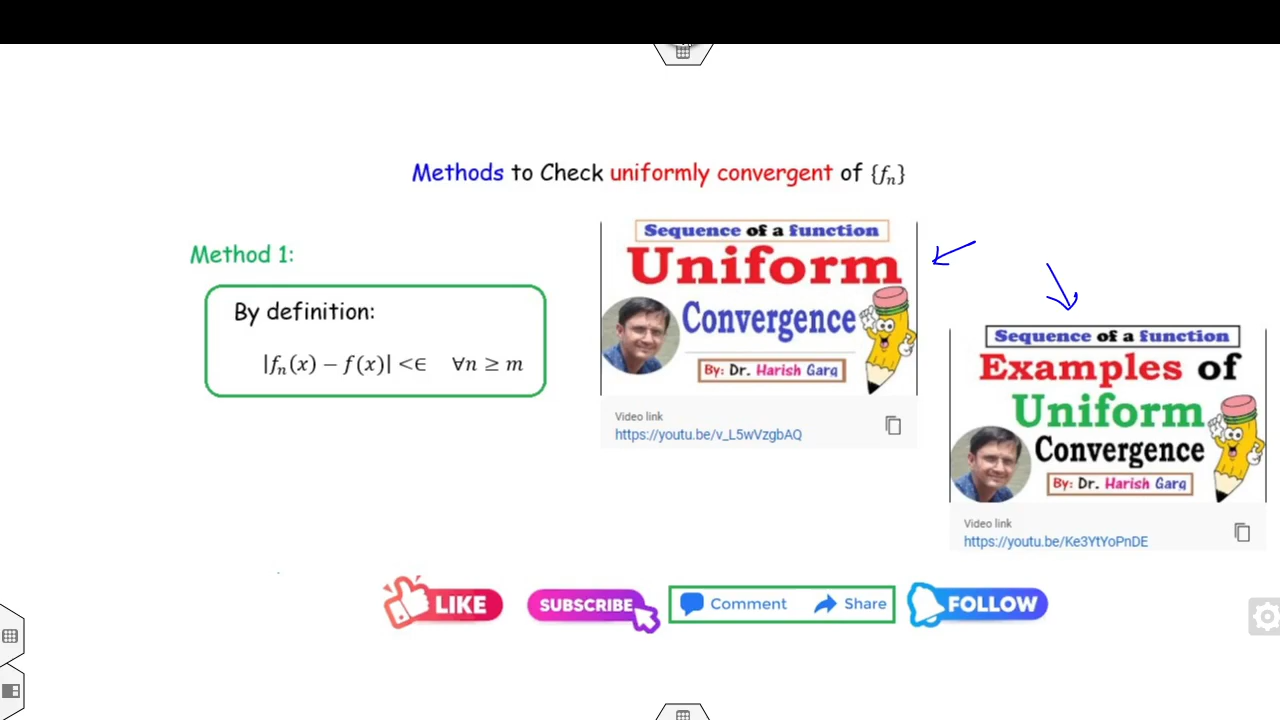 Methods to Check uniformly convergent of {fₙ}
Method 1:
By definition:
|fₙ(x) − f(x)| <∈ ∀n ≥ m
Sequence of a function
Uniform
Convergence
By: Dr. Harish Garg
Video link
https://youtu.be/v_L5wVzgbAQ
Sequence of a function
Examples of
Uniform
Convergence
By: Dr. Harish Garg
Video link
https://youtu.be/Ke3YtYoPnDE
LIKE
SUBSCRIBE
Comment
Share
FOLLOW